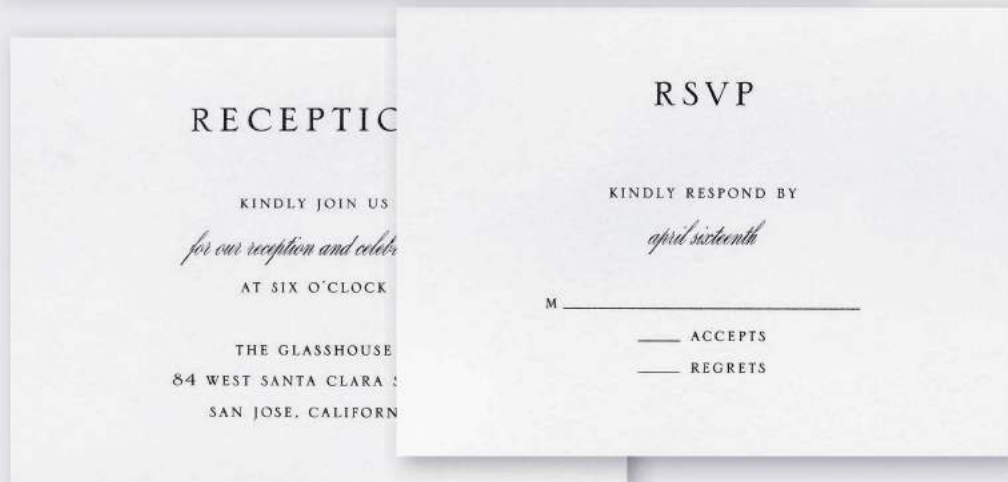 RECEPTIO
KINDLY JOIN US
for our reception and celeb
AT SIX O'CLOCK
THE GLASSHOUSE
84 WEST SANTA CLARA
SAN JOSE, CALIFORN
RSVP
KINDLY RESPOND BY
april sixteenth
M
ACCEPTS
REGRETS